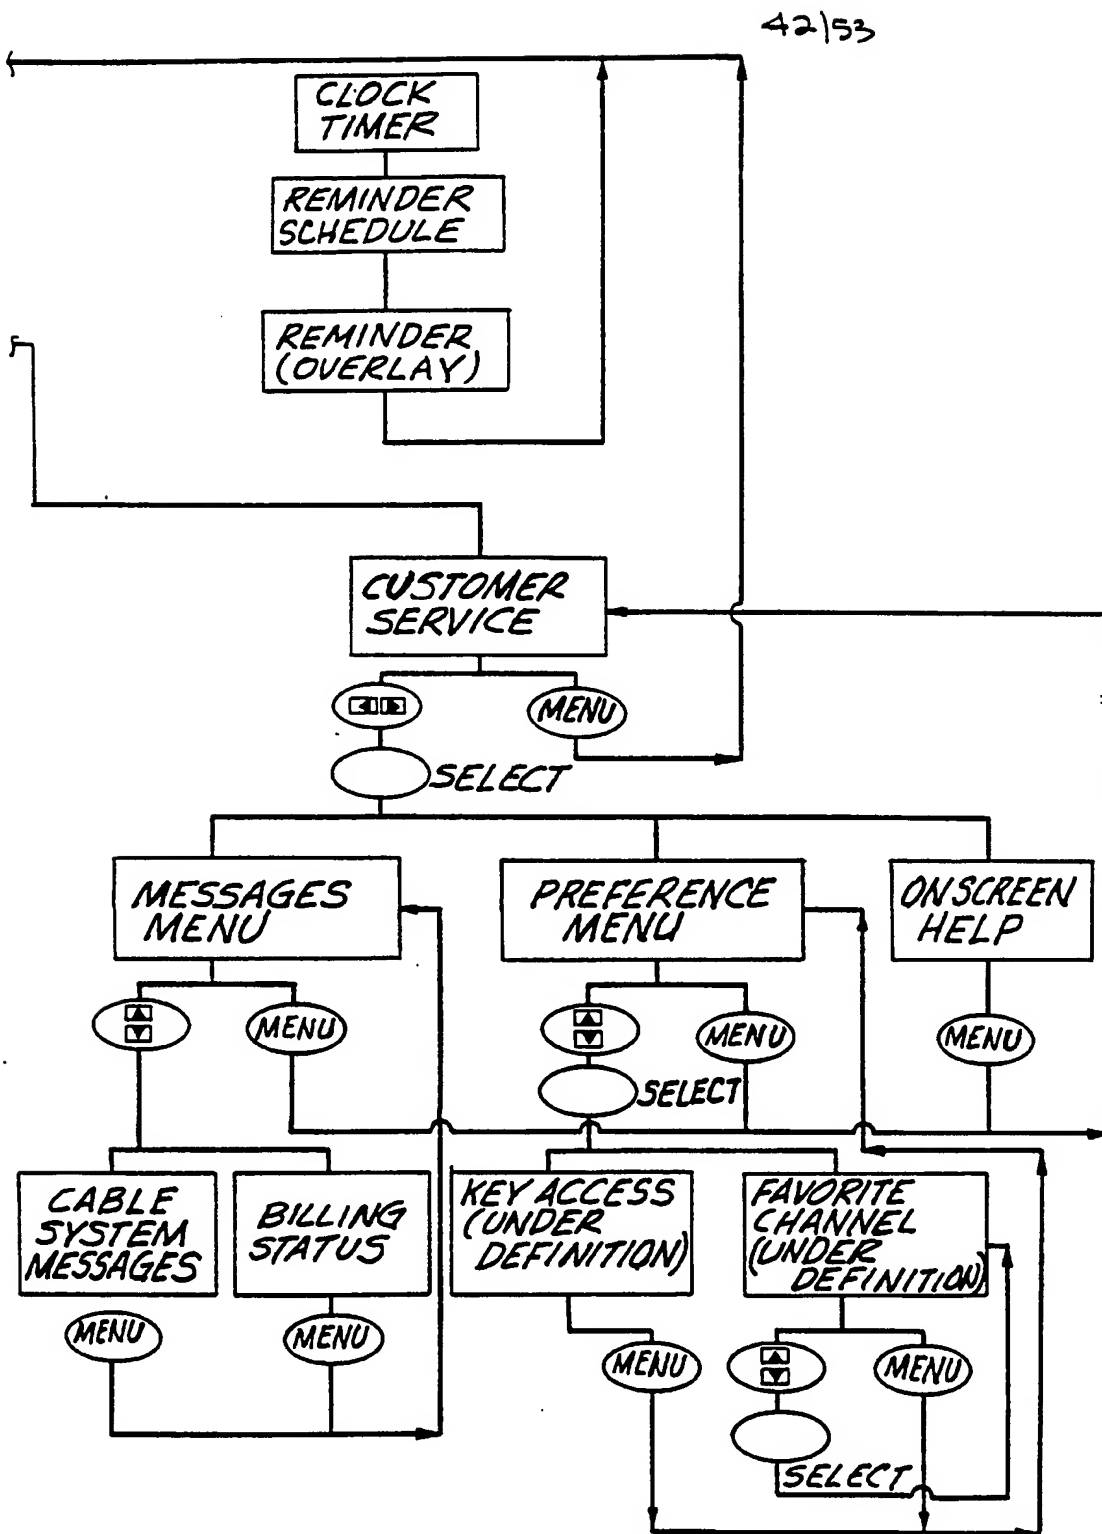 42/53
CLOCK
TIMER
REMINDER
SCHEDULE
REMINDER
(OVERLAY)
CUSTOMER
SERVICE
MENU
SELECT
MESSAGES
MENU
PREFERENCE
MENU
ON SCREEN
HELP
MENU
MENU
MENU
SELECT
CABLE
SYSTEM
MESSAGES
BILLING
STATUS
KEY ACCESS
(UNDER
DEFINITION)
FAVORITE
CHANNEL
(UNDER
DEFINITION)
MENU
MENU
MENU
MENU
SELECT